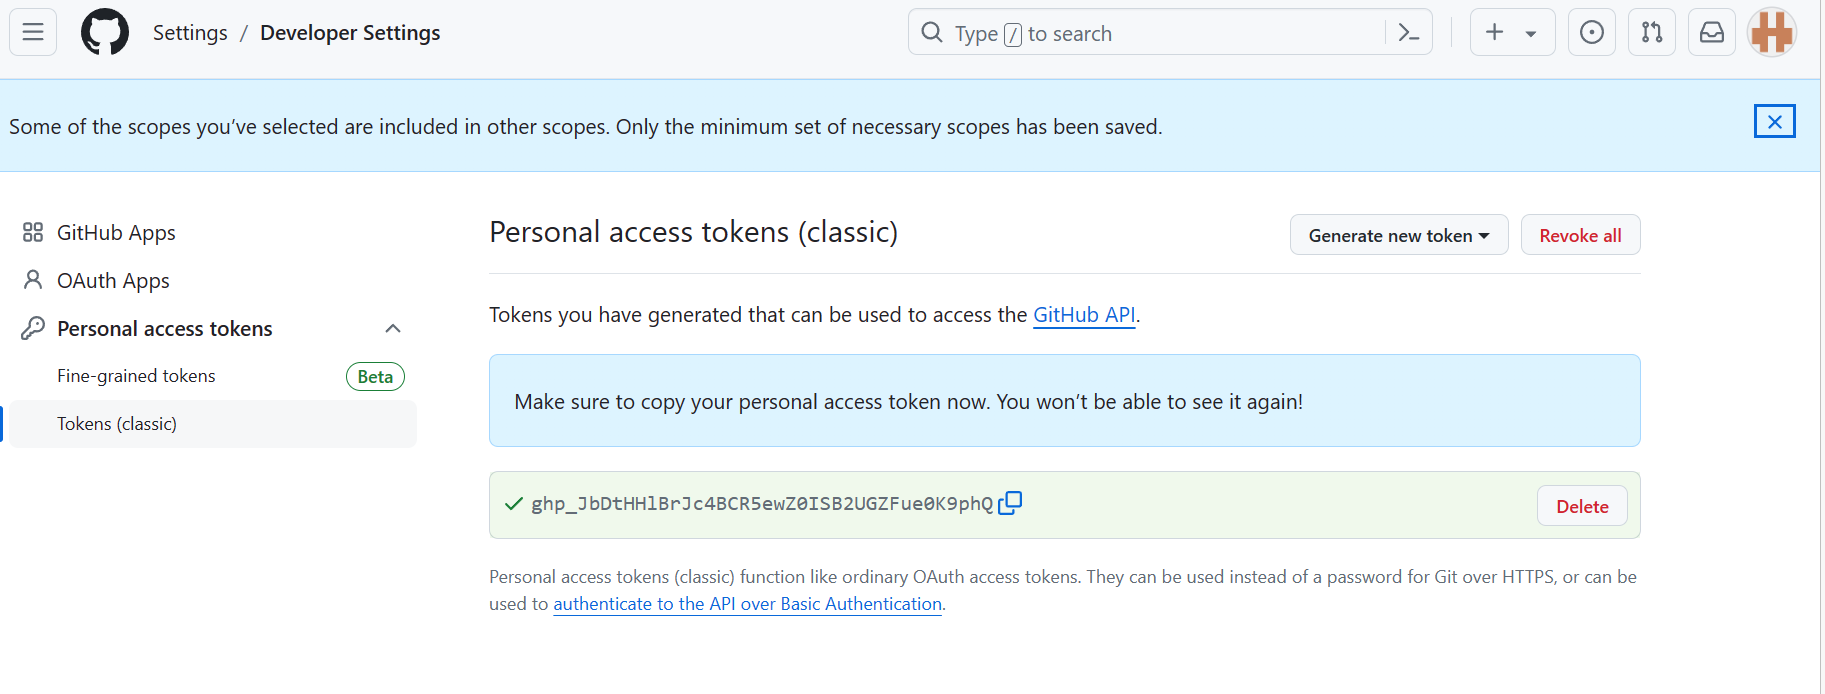 Settings / Developer Settings
Type / to search
Some of the scopes you’ve selected are included in other scopes. Only the minimum set of necessary scopes has been saved.
GitHub Apps
OAuth Apps
Personal access tokens
Fine-grained tokens Beta
Tokens (classic)
Personal access tokens (classic)
Generate new token
Revoke all
Tokens you have generated that can be used to access the GitHub API.
Make sure to copy your personal access token now. You won’t be able to see it again!
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
Delete
Personal access tokens (classic) function like ordinary OAuth access tokens. They can be used instead of a password for Git over HTTPS, or can be
used to authenticate to the API over Basic Authentication.